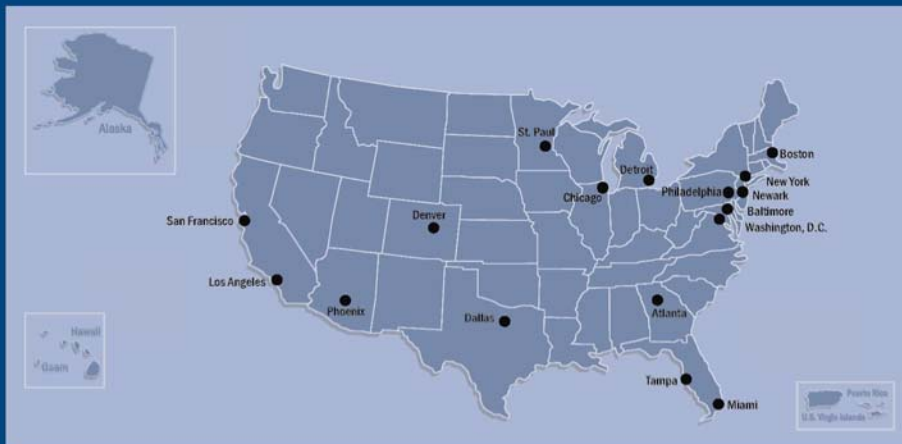 Alaska
St. Paul
Boston
Detroit
New York
Chicago
Philadelphia
Newark
Baltimore
San Francisco
Denver
Washington, D.C.
Los Angeles
Phoenix
Dallas
Atlanta
Hawaii
Guam
Tampa
Puerto Rico
Miami
U.S. Virgin Islands